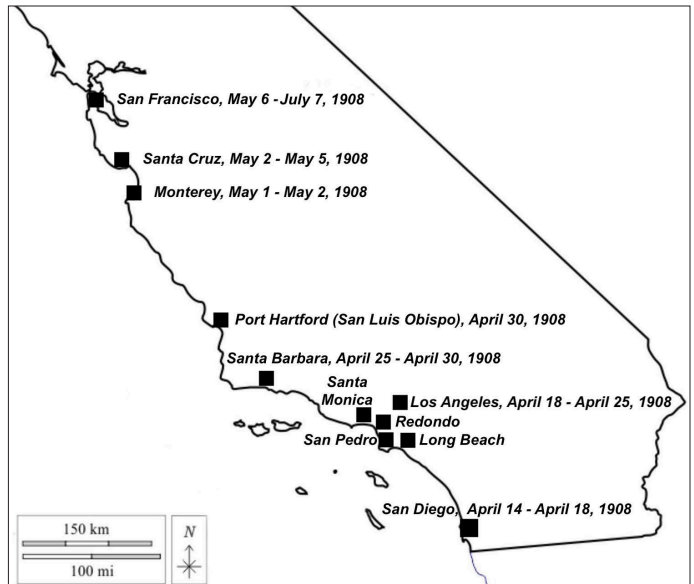 San Francisco, May 6 - July 7, 1908
Santa Cruz, May 2 - May 5, 1908
Monterey, May 1 - May 2, 1908
Port Hartford (San Luis Obispo), April 30, 1908
Santa Barbara, April 25 - April 30, 1908
Santa
Monica
Los Angeles, April 18 - April 25, 1908
Redondo
San Pedro
Long Beach
San Diego, April 14 - April 18, 1908
150 km
100 mi
N